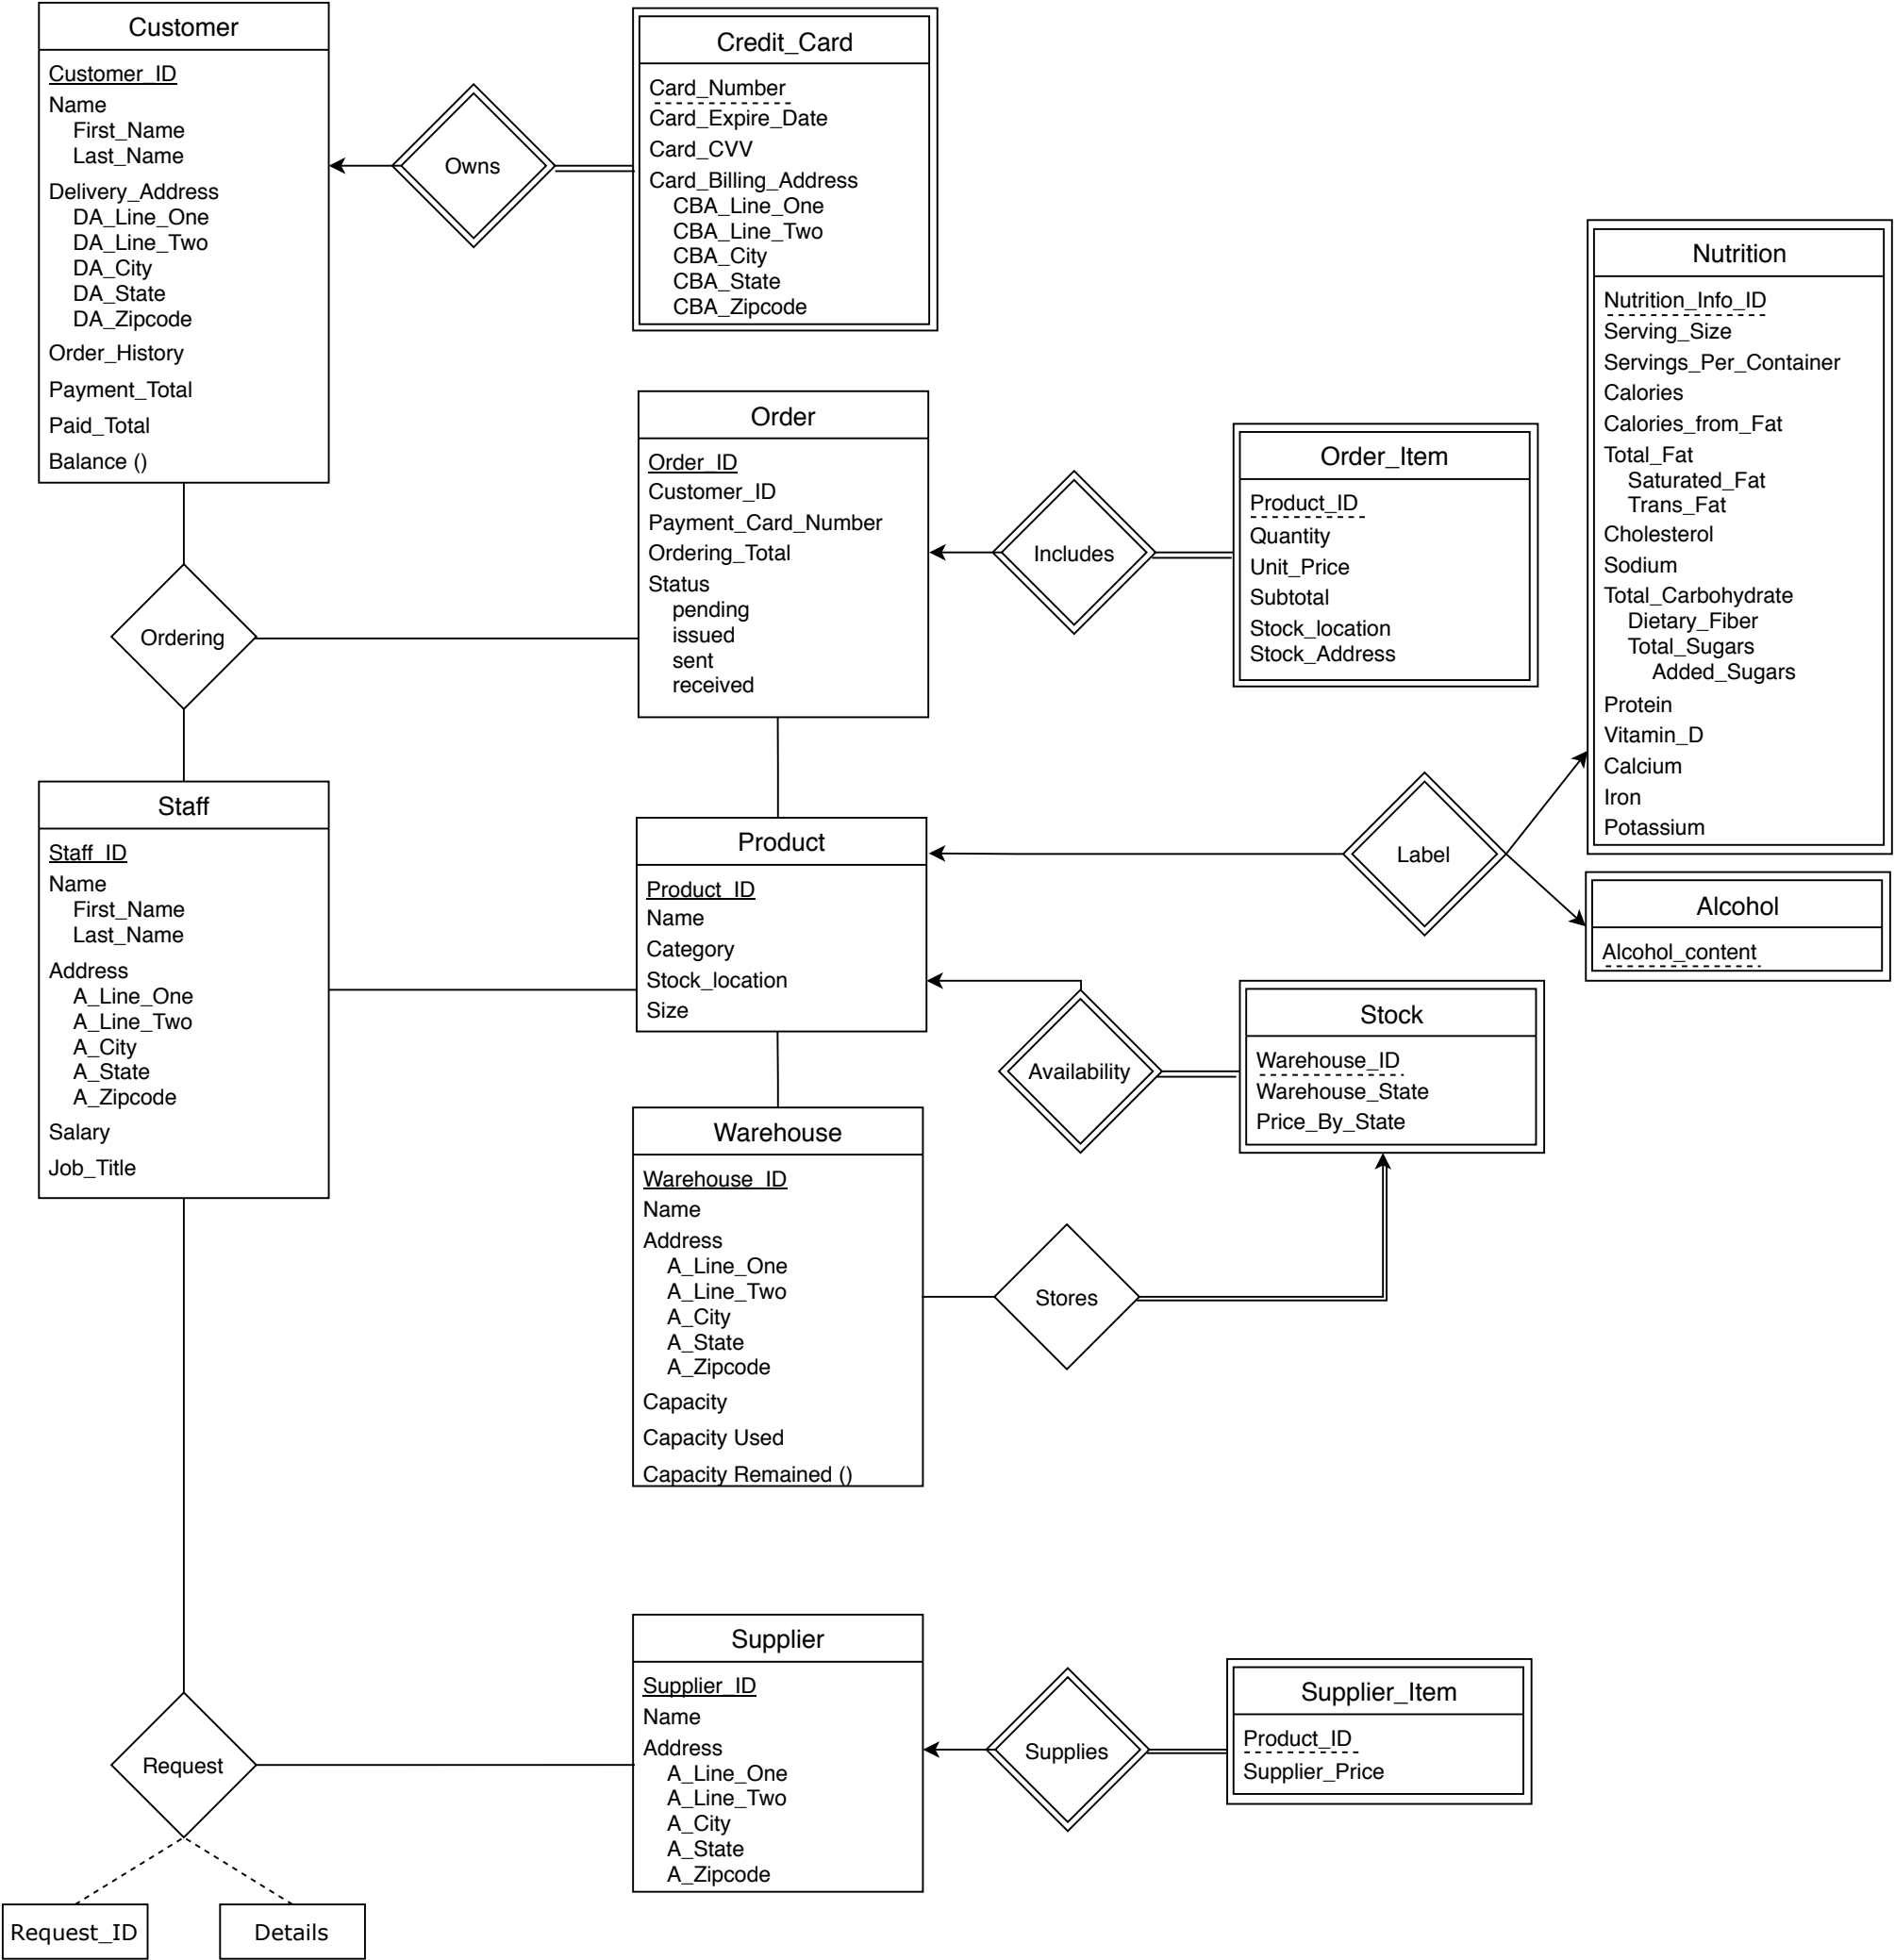 Customer
Customer_ID
Name
First_Name
Last_Name
Delivery_Address
DA_Line_One
DA_Line_Two
DA_City
DA_State
DA_Zipcode
Order_History
Payment_Total
Paid_Total
Balance ()
Owns
Credit_Card
Card_Number
Card_Expire_Date
Card_CVV
Card_Billing_Address
CBA_Line_One
CBA_Line_Two
CBA_City
CBA_State
CBA_Zipcode
Nutrition
Nutrition_Info_ID
Serving_Size
Servings_Per_Container
Calories
Calories_from_Fat
Total_Fat
Saturated_Fat
Trans_Fat
Cholesterol
Sodium
Total_Carbohydrate
Dietary_Fiber
Total_Sugars
Added_Sugars
Protein
Vitamin_D
Calcium
Iron
Potassium
Order
Order_ID
Customer_ID
Payment_Card_Number
Ordering_Total
Status
pending
issued
sent
received
Includes
Order_Item
Product_ID
Quantity
Unit_Price
Subtotal
Stock_location
Stock_Address
Ordering
Staff
Staff_ID
Name
First_Name
Last_Name
Address
A_Line_One
A_Line_Two
A_City
A_State
A_Zipcode
Salary
Job_Title
Product
Product_ID
Name
Category
Stock_location
Size
Label
Alcohol
Alcohol_content
Availability
Stock
Warehouse_ID
Warehouse_State
Price_By_State
Warehouse
Warehouse_ID
Name
Address
A_Line_One
A_Line_Two
A_City
A_State
A_Zipcode
Capacity
Capacity Used
Capacity Remained ()
Stores
Supplier
Supplier_ID
Name
Address
A_Line_One
A_Line_Two
A_City
A_State
A_Zipcode
Supplies
Supplier_Item
Product_ID
Supplier_Price
Request
Request_ID
Details